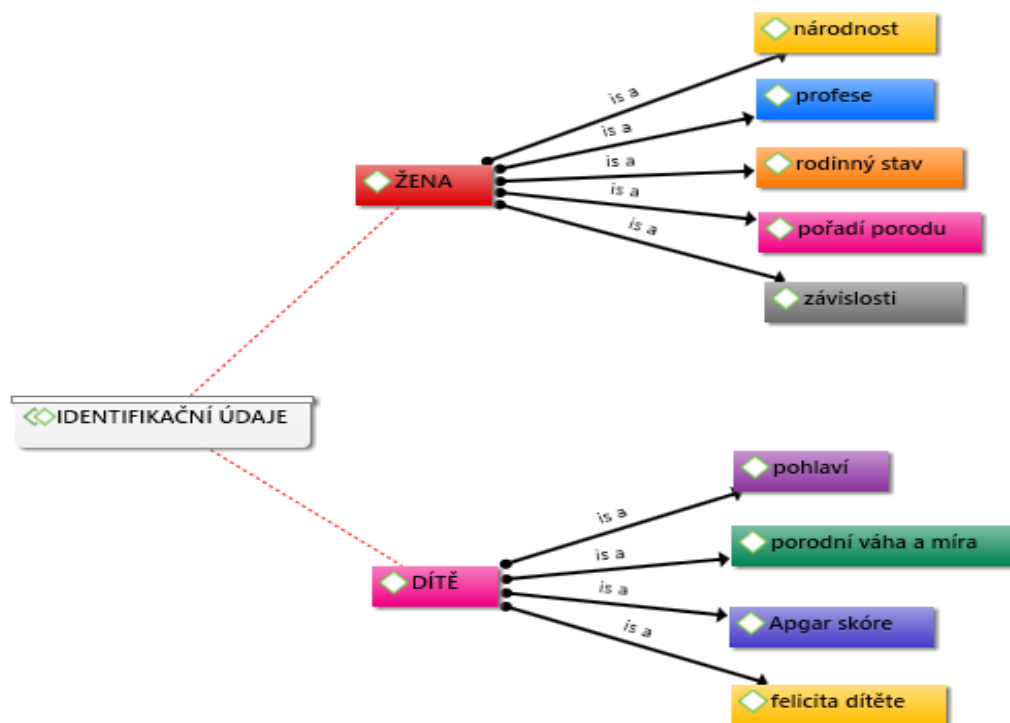 národnost
is a
profese
is a
is a
rodinný stav
ŽENA
is a
pořadí porodu
is a
závislosti
IDENTIFIKAČNÍ ÚDAJE
pohlaví
is a
porodní váha a míra
is a
DÍTĚ
is a
Apgar skóre
is a
felicita dítěte